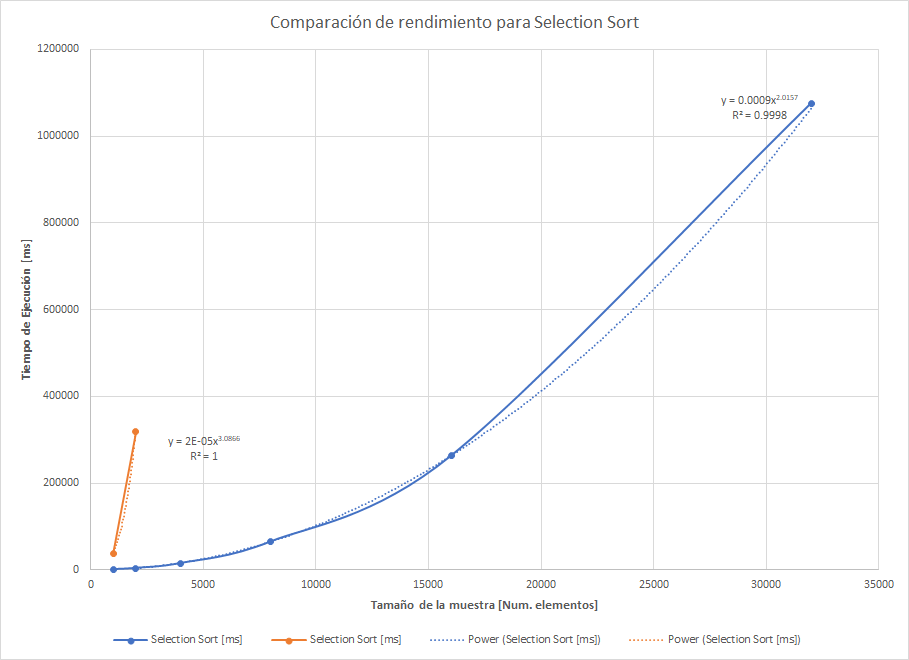 Comparación de rendimiento para Selection Sort
1200000
1000000
800000
600000
400000
200000
0
Tiempo de Ejecución [ms]
y = 0.0009x^2.0157
R² = 0.9998
y = 2E-05x^3.0866
R² = 1
0 5000 10000 15000 20000 25000 30000 35000
Tamaño de la muestra [Num. elementos]
Selection Sort [ms] Selection Sort [ms] Power (Selection Sort [ms]) Power (Selection Sort [ms])